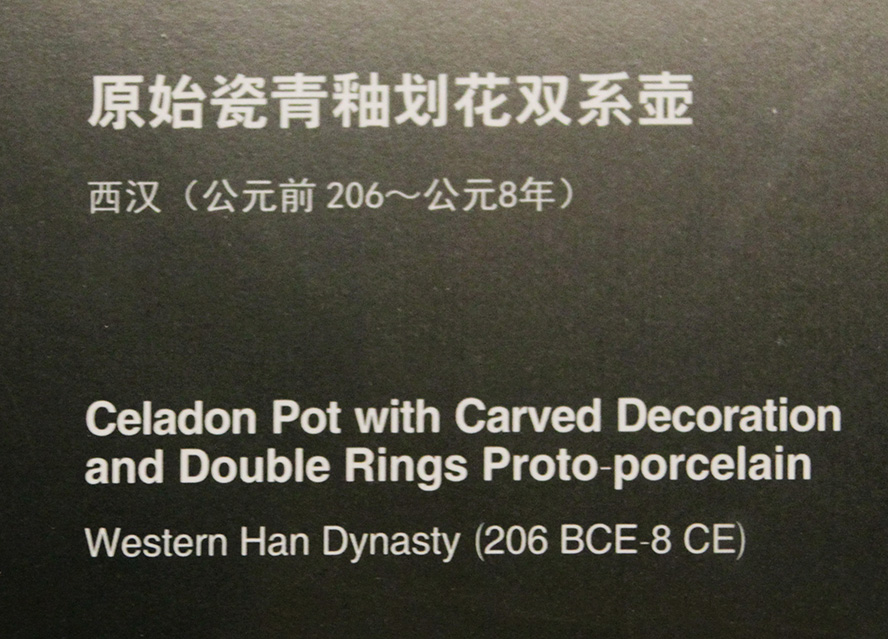 原始瓷青釉划花双系壶
西汉（公元前 206～公元8年）
Celadon Pot with Carved Decoration
and Double Rings Proto-porcelain
Western Han Dynasty (206 BCE-8 CE)